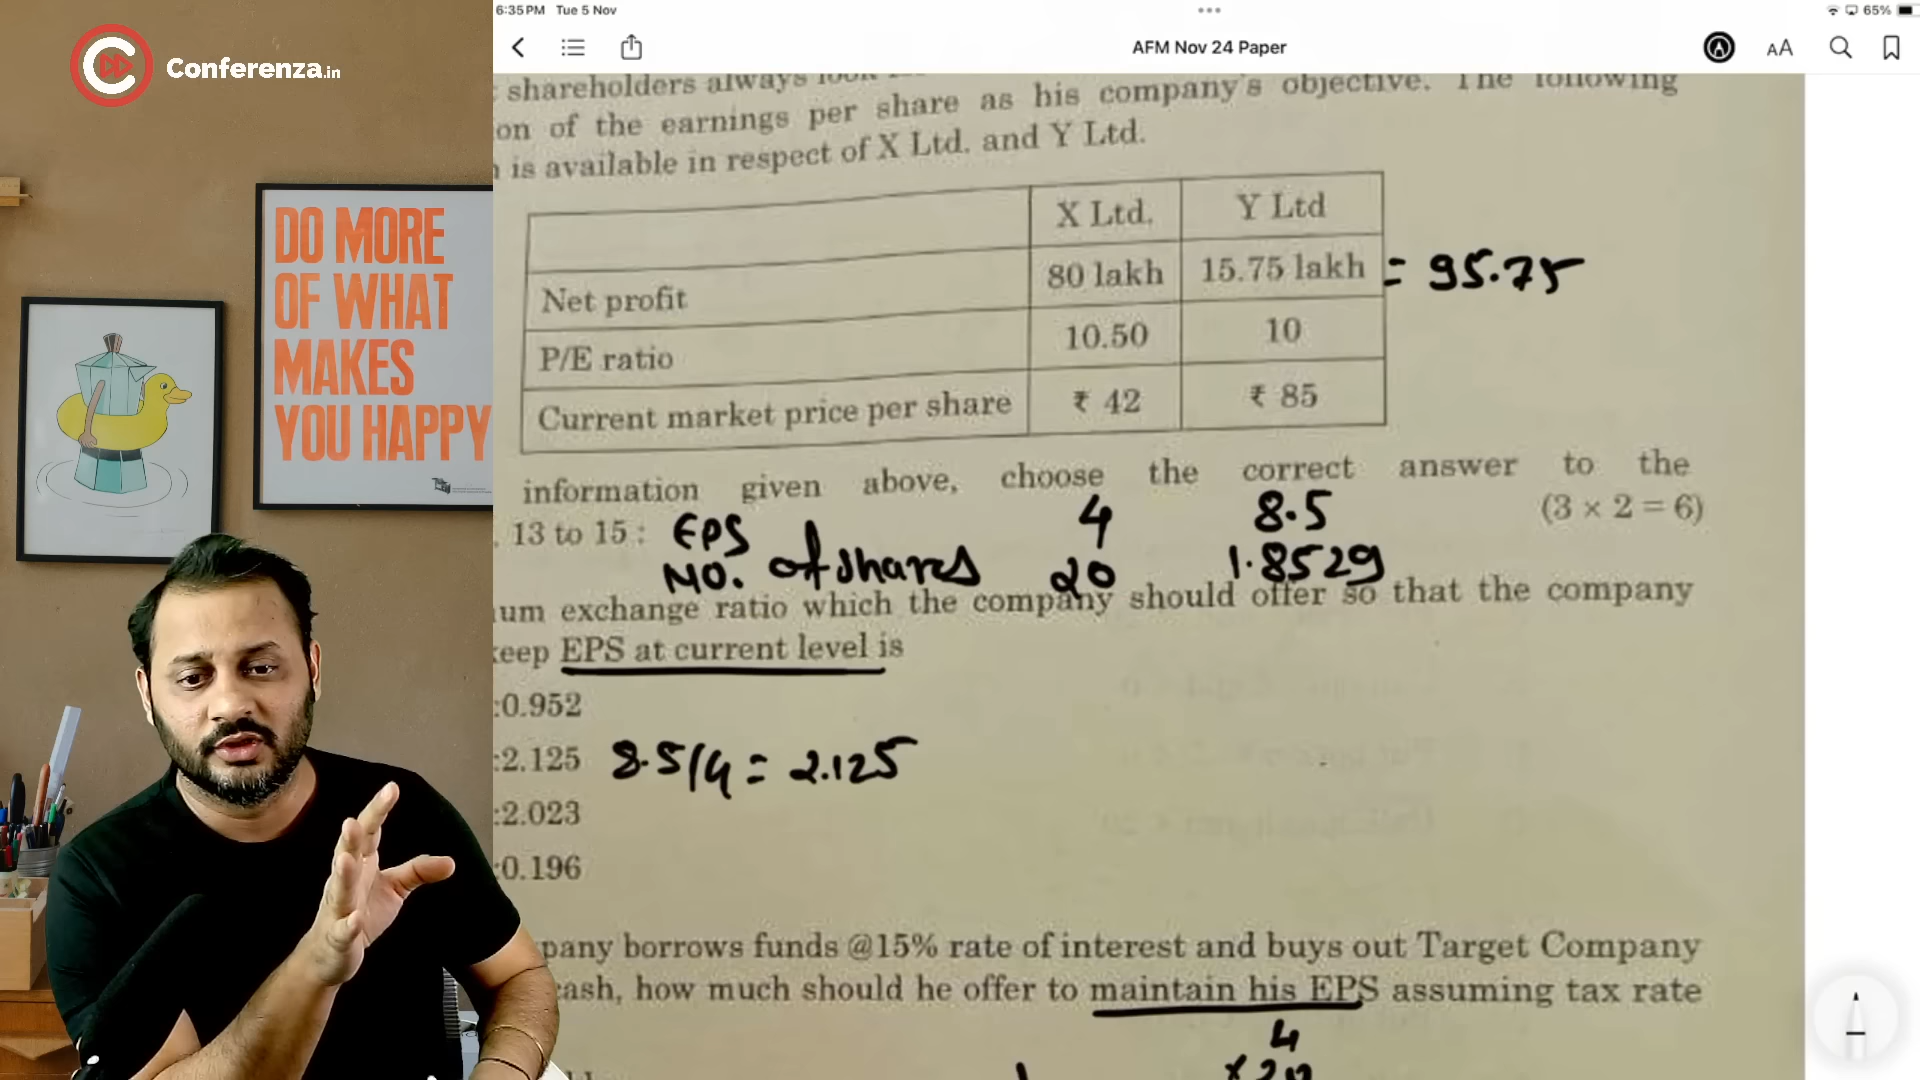 6:35 PM Tue 5 Nov
65%
AFM Nov 24 Paper
AA
Conferenza.in
DO MORE
OF WHAT
MAKES
YOU HAPPY
shareholders always
on of the earnings per share as his company's objective. The following
is available in respect of X Ltd. and Y Ltd.
X Ltd. Y Ltd
Net profit 80 lakh 15.75 lakh = 95.75
P/E ratio 10.50 10
Current market price per share ₹ 42 ₹ 85
information given above, choose the correct answer to the
13 to 15 : (3 × 2 = 6)
EPS 4 8.5
No. of shares 20 1.8529
exchange ratio which the company should offer so that the company
keep EPS at current level is
:0.952
:2.125 8.5/4 = 2.125
:2.023
:0.196
borrows funds @15% rate of interest and buys out Target Company
cash, how much should he offer to maintain his EPS assuming tax rate
4